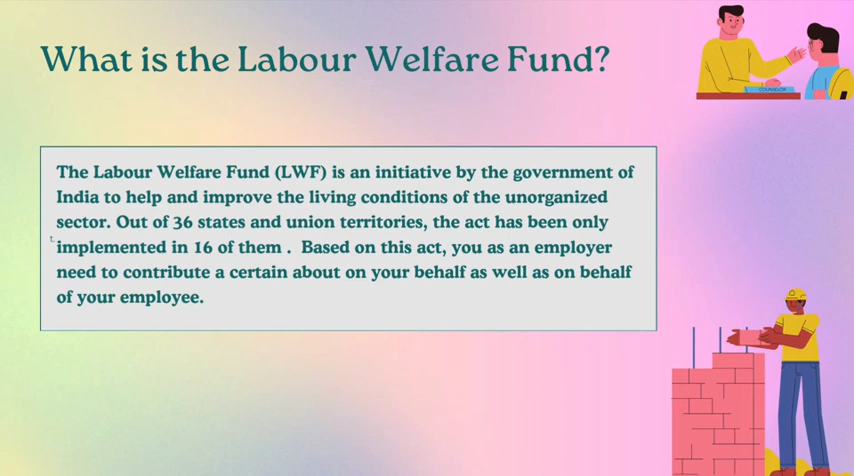 What is the Labour Welfare Fund?
COUNSELLOR
The Labour Welfare Fund (LWF) is an initiative by the government of
India to help and improve the living conditions of the unorganized
sector. Out of 36 states and union territories, the act has been only
t.
implemented in 16 of them .  Based on this act, you as an employer
need to contribute a certain about on your behalf as well as on behalf
of your employee.